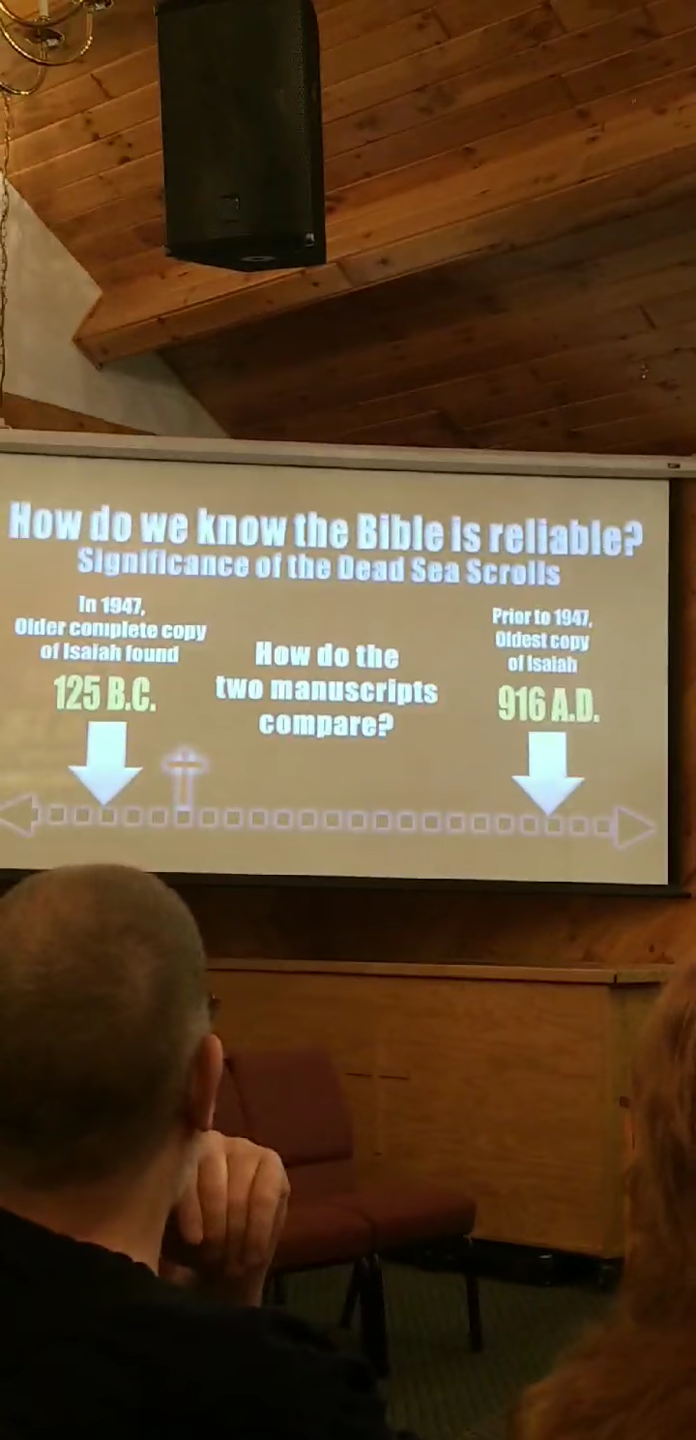 How do we know the Bible is reliable?
Significance of the Dead Sea Scrolls
In 1947,
Older complete copy
of Isaiah found
125 B.C.
How do the
two manuscripts
compare?
Prior to 1947,
Oldest copy
of Isaiah
916 A.D.